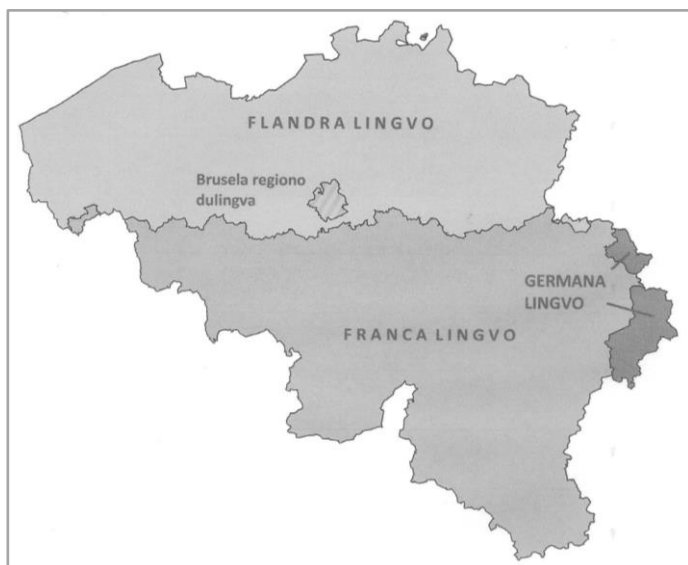 FLANDRA LINGVO
Brusela regiono
dulingva
GERMANA
LINGVO
FRANCA LINGVO